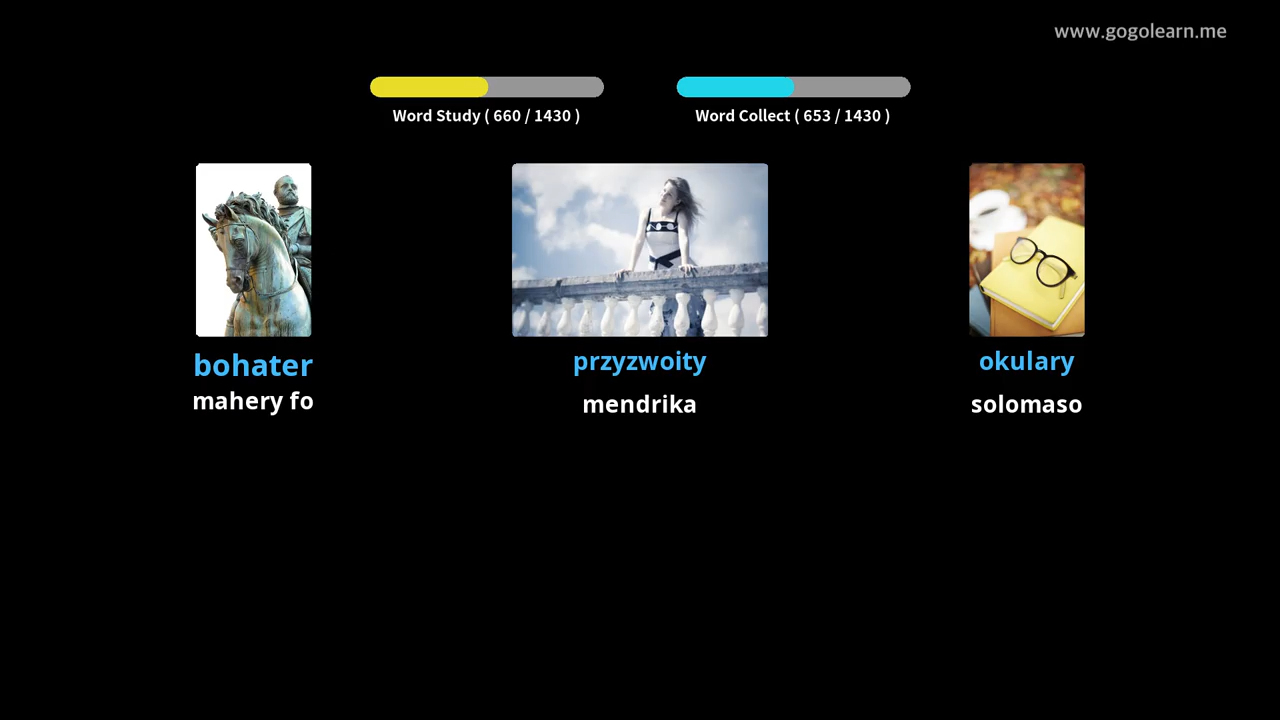 www.gogolearn.me
Word Study ( 660 / 1430 )
Word Collect ( 653 / 1430 )
bohater
mahery fo
przyzwoity
mendrika
okulary
solomaso